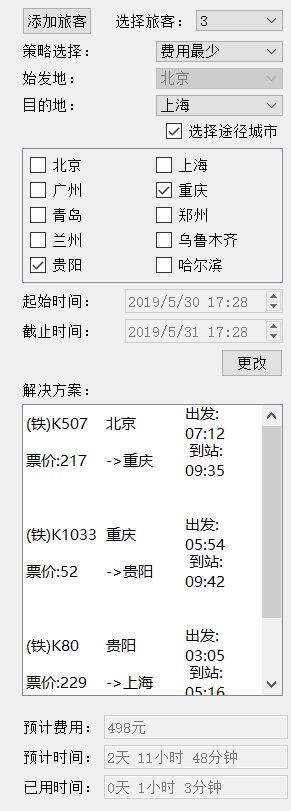 添加旅客 选择旅客： 3
策略选择： 费用最少
始发地： 北京
目的地： 上海
选择途径城市
北京 上海
广州 重庆
青岛 郑州
兰州 乌鲁木齐
贵阳 哈尔滨
起始时间： 2019/5/30 17:28
截止时间： 2019/5/31 17:28
更改
解决方案：
(铁)K507 北京 出发:
07:12
票价:217 ->重庆 到站:
09:35
(铁)K1033 重庆 出发:
05:54
票价:52 ->贵阳 到站:
09:42
(铁)K80 贵阳 出发:
03:05
票价:229 ->上海 到站:
05:16
预计费用： 498元
预计时间： 2天 11小时 48分钟
已用时间： 0天 1小时 3分钟